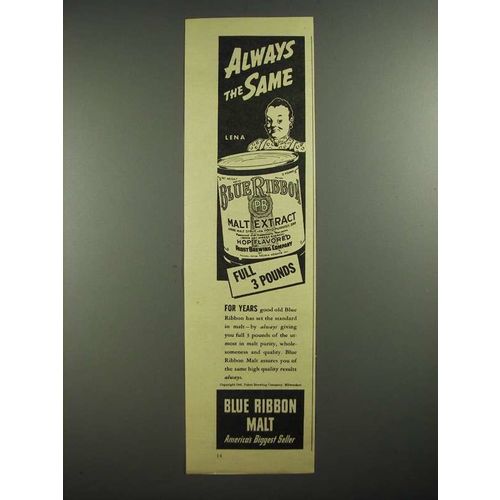 ALWAYS
THE SAME
LENA
BLUE RIBBON
PB
MALT EXTRACT
HOP FLAVORED
PABST BREWING COMPANY
FULL
3 POUNDS
FOR YEARS good old Blue
Ribbon has set the standard
in malt—by always giving
you full 3 pounds of the ut-
most in malt purity, whole-
someness and quality. Blue
Ribbon Malt assures you of
the same high quality results
always.
BLUE RIBBON
MALT
America's Biggest Seller
14